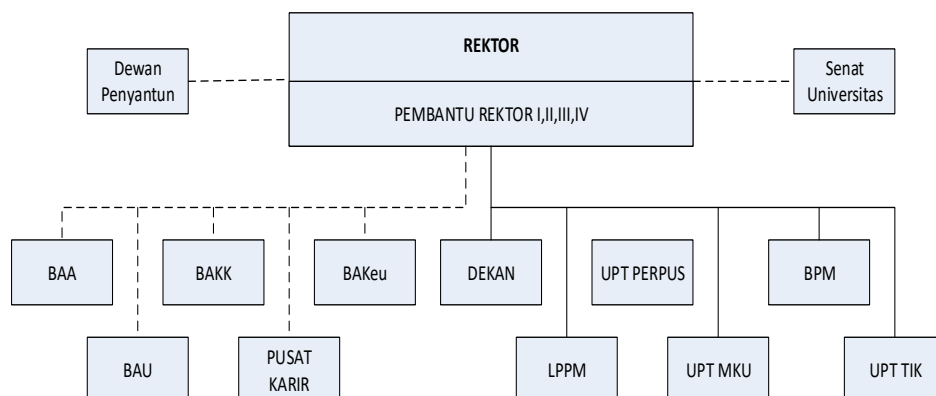 REKTOR
Dewan
Penyantun
Senat
Universitas
PEMBANTU REKTOR I,II,III,IV
BAA
BAKK
BAKeu
DEKAN
UPT PERPUS
BPM
BAU
PUSAT
KARIR
LPPM
UPT MKU
UPT TIK